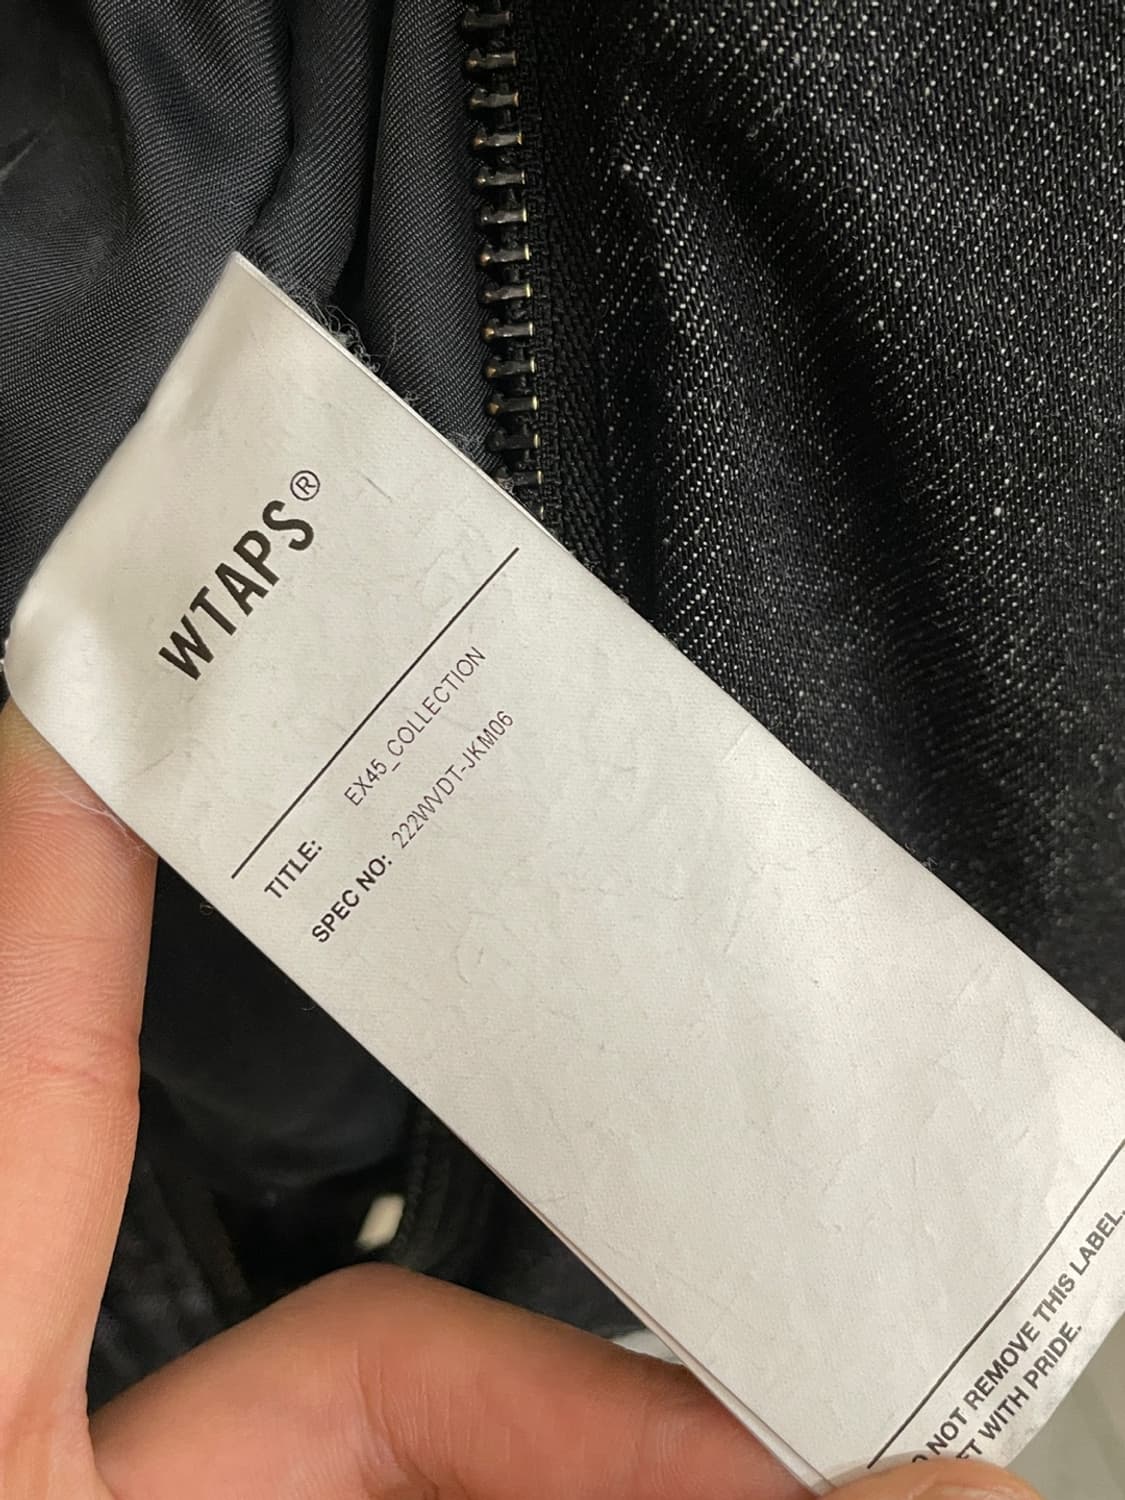 WTAPS®
TITLE: EX45_COLLECTION
SPEC NO: 222WVDT-JKM06
NOT REMOVE THIS LABEL.
WITH PRIDE.